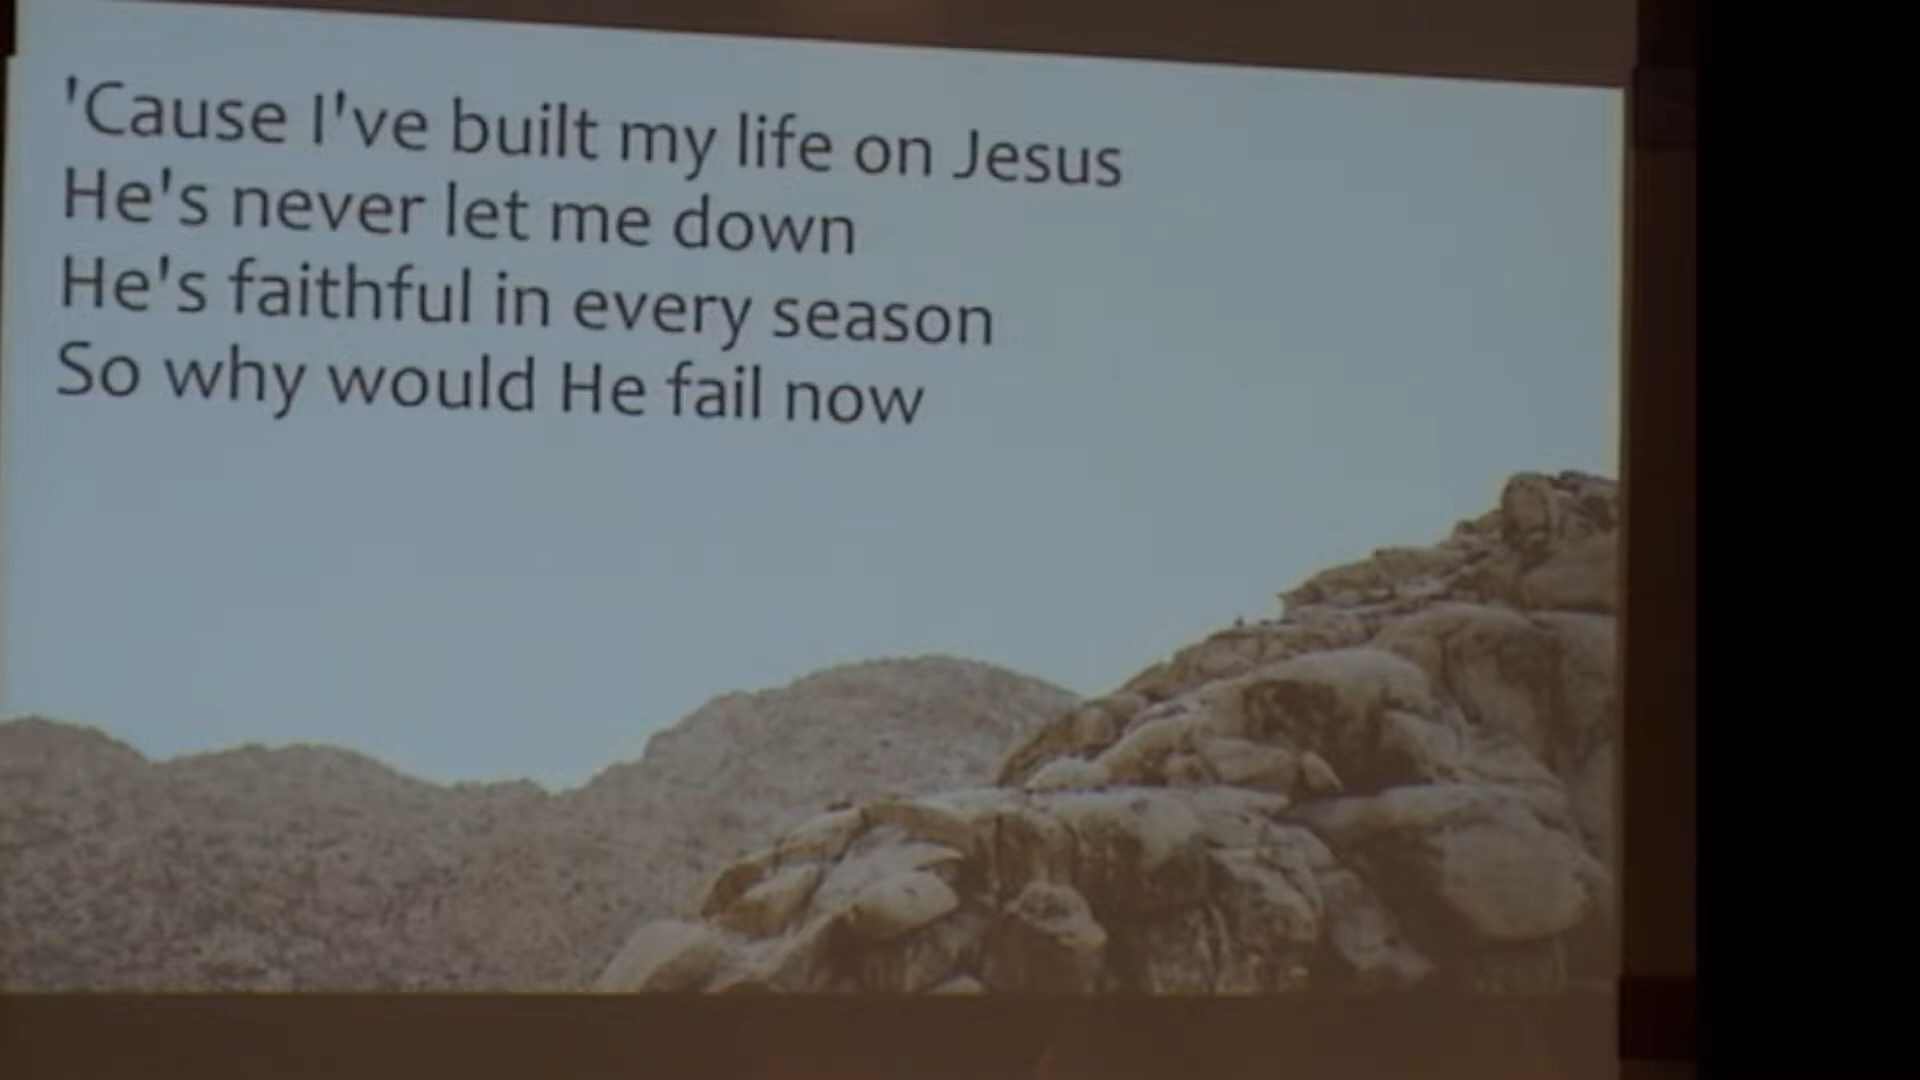 'Cause I've built my life on Jesus
He's never let me down
He's faithful in every season
So why would He fail now